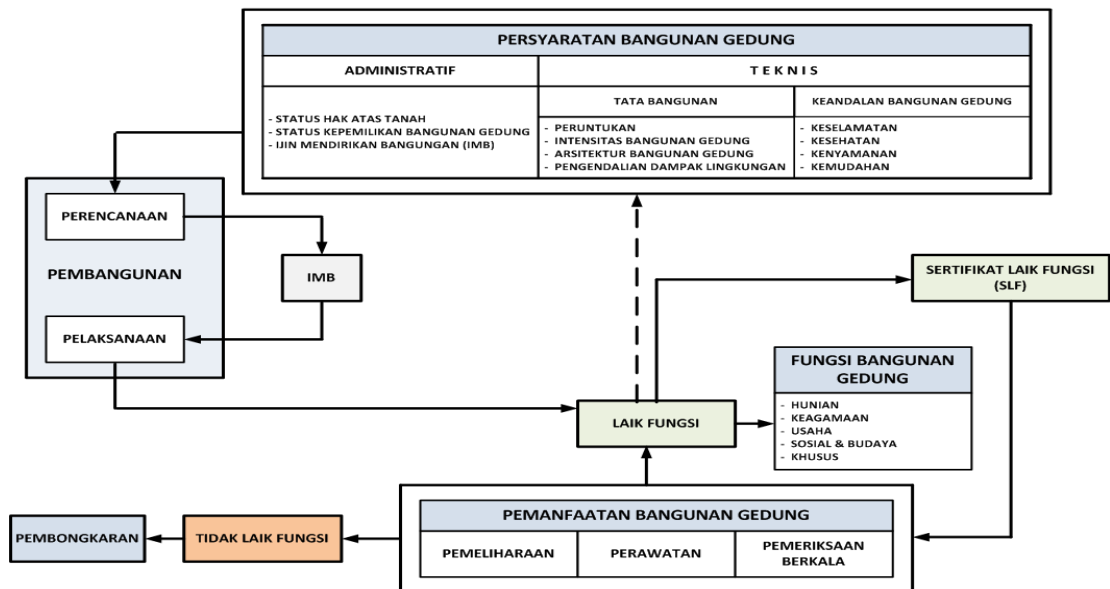 PERSYARATAN BANGUNAN GEDUNG
ADMINISTRATIF
T E K N I S
TATA BANGUNAN
KEANDALAN BANGUNAN GEDUNG
- STATUS HAK ATAS TANAH
- STATUS KEPEMILIKAN BANGUNAN GEDUNG
- IJIN MENDIRIKAN BANGUNGAN (IMB)
- PERUNTUKAN
- INTENSITAS BANGUNAN GEDUNG
- ARSITEKTUR BANGUNAN GEDUNG
- PENGENDALIAN DAMPAK LINGKUNGAN
- KESELAMATAN
- KESEHATAN
- KENYAMANAN
- KEMUDAHAN
PERENCANAAN
PEMBANGUNAN
PELAKSANAAN
IMB
SERTIFIKAT LAIK FUNGSI
(SLF)
FUNGSI BANGUNAN
GEDUNG
- HUNIAN
- KEAGAMAAN
- USAHA
- SOSIAL & BUDAYA
- KHUSUS
LAIK FUNGSI
PEMANFAATAN BANGUNAN GEDUNG
PEMELIHARAAN
PERAWATAN
PEMERIKSAAN
BERKALA
TIDAK LAIK FUNGSI
PEMBONGKARAN